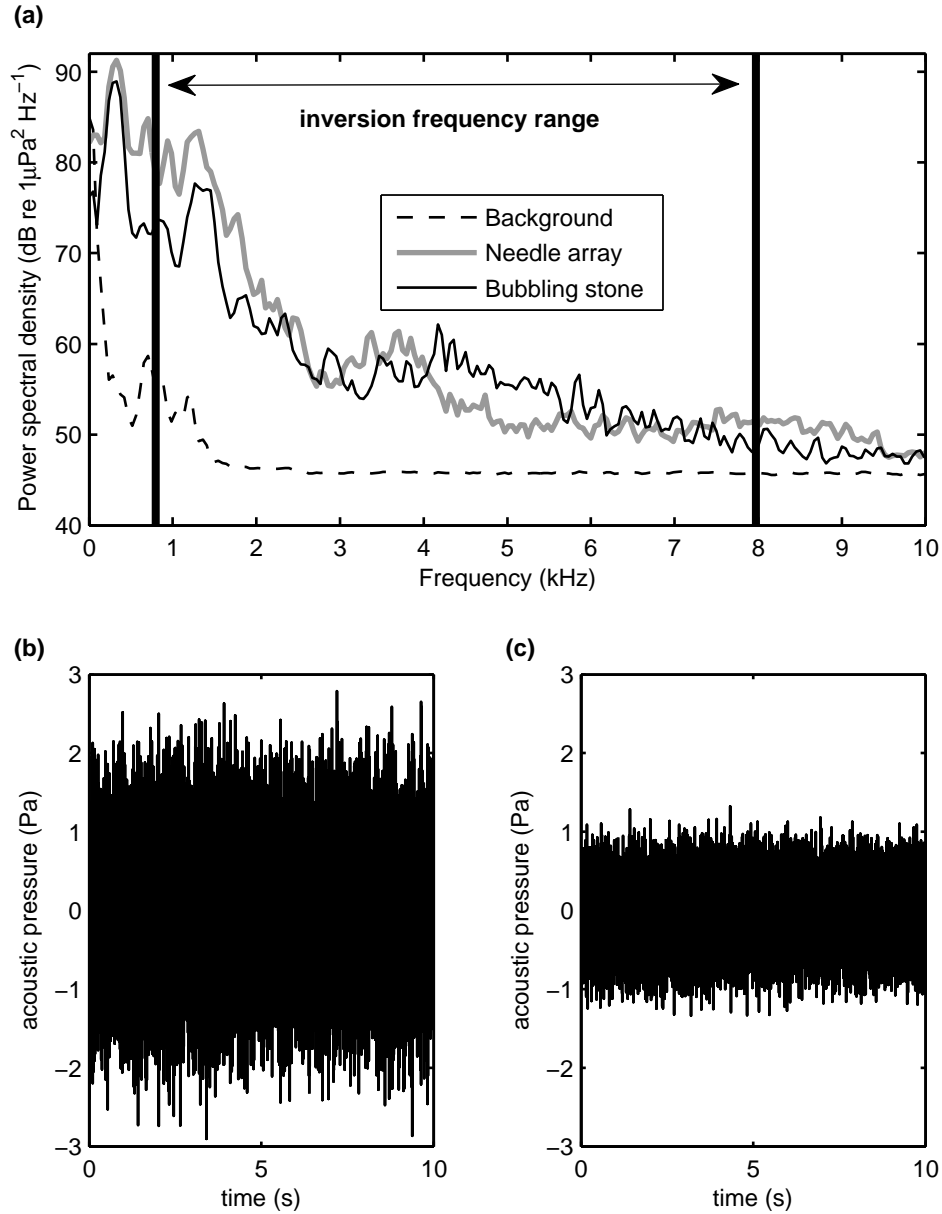 (a)
Power spectral density (dB re 1μPa² Hz⁻¹)
90
80
70
60
50
40
inversion frequency range
Background
Needle array
Bubbling stone
0 1 2 3 4 5 6 7 8 9 10
Frequency (kHz)
(b)
acoustic pressure (Pa)
3
2
1
0
−1
−2
−3
0 5 10
time (s)
(c)
acoustic pressure (Pa)
3
2
1
0
−1
−2
−3
0 5 10
time (s)